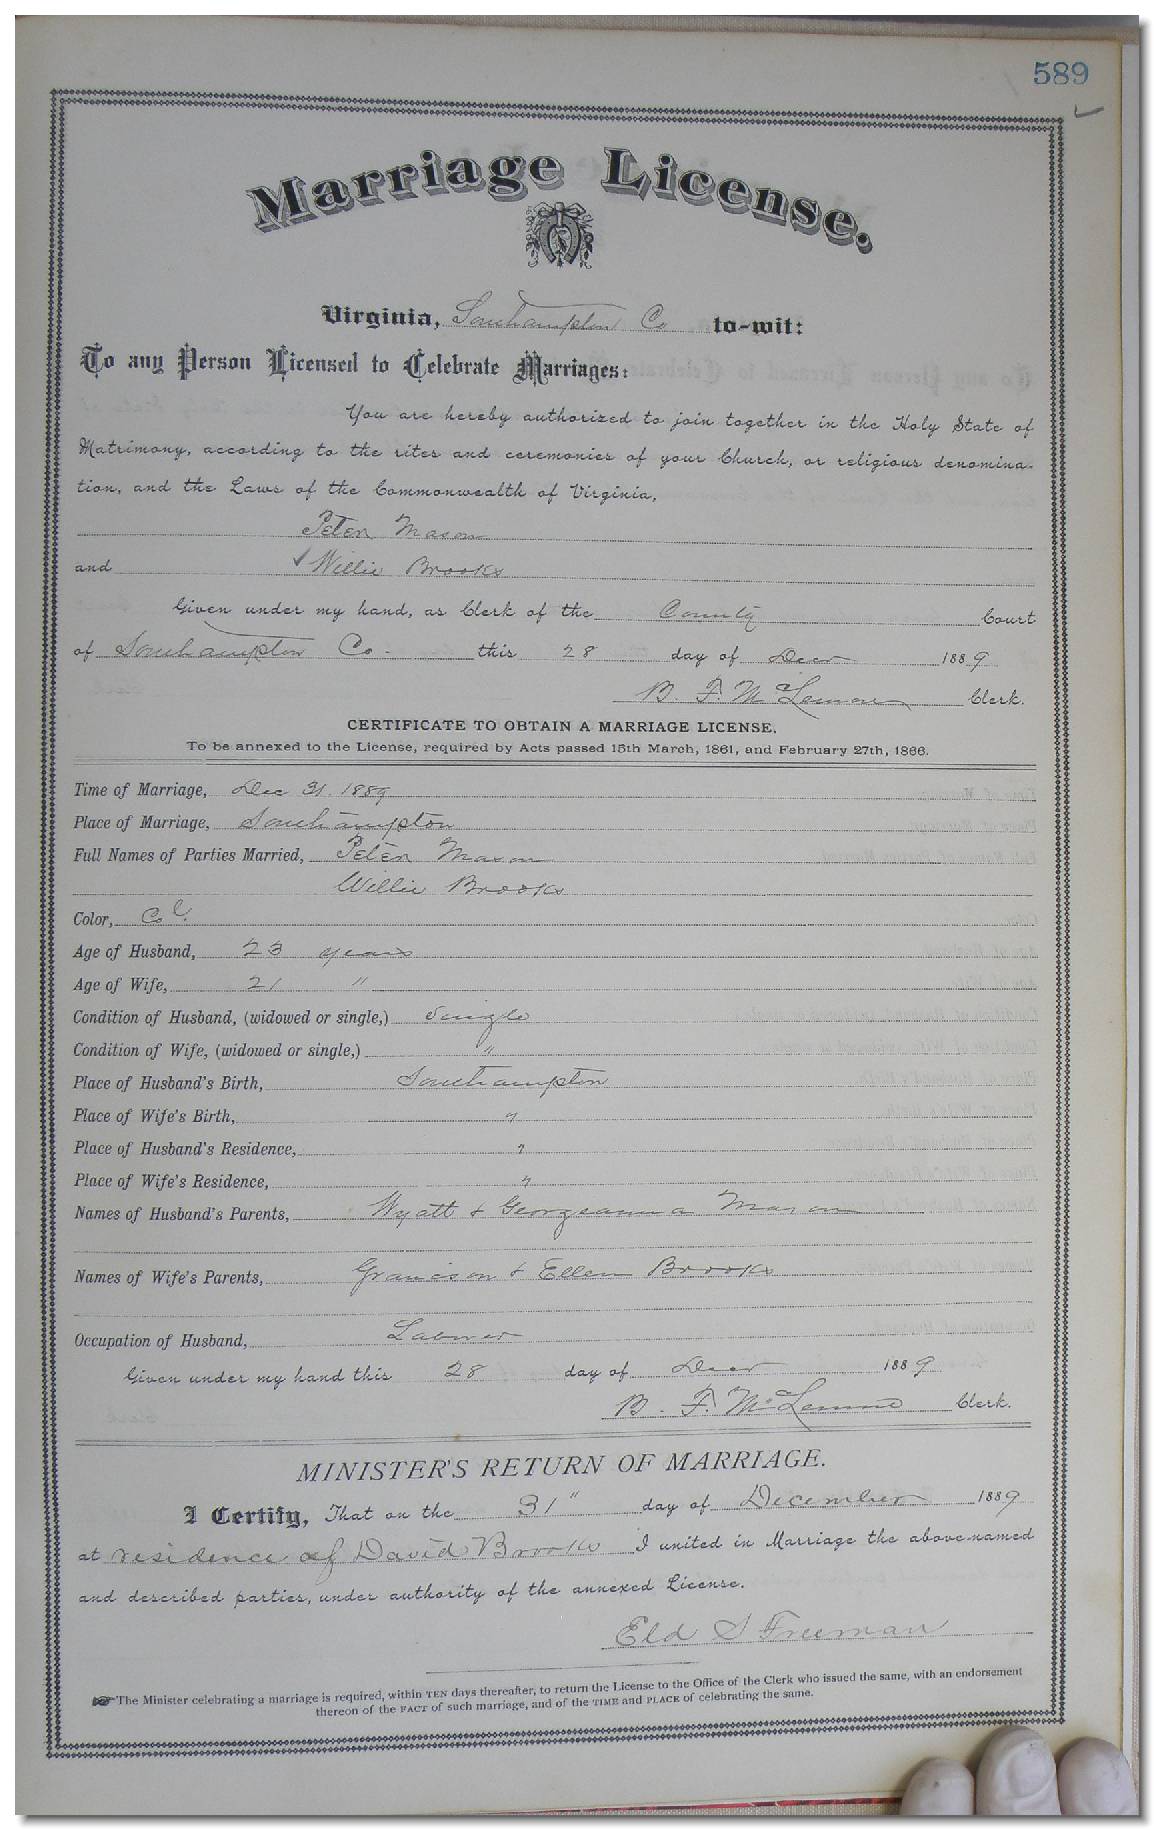 589
Marriage License.
Virginia, Southampton Co to-wit:
To any Person Licensed to Celebrate Marriages:
You are hereby authorized to join together in the Holy State of
Matrimony, according to the rites and ceremonies of your Church, or religious denomina-
tion, and the Laws of the Commonwealth of Virginia,
Peter Mason
and Willie Brooks
Given under my hand, as Clerk of the County Court
of Southampton Co. this 28 day of Decr 1889
B. F. McLemore Clerk.
CERTIFICATE TO OBTAIN A MARRIAGE LICENSE.
To be annexed to the License, required by Acts passed 15th March, 1861, and February 27th, 1866.
Time of Marriage, Dec 31. 1889
Place of Marriage, Southampton
Full Names of Parties Married, Peter Mason
Willie Brooks
Color, Col.
Age of Husband, 23 years
Age of Wife, 21 "
Condition of Husband, (widowed or single,) Single
Condition of Wife, (widowed or single,) "
Place of Husband's Birth, Southampton
Place of Wife's Birth, "
Place of Husband's Residence, "
Place of Wife's Residence, "
Names of Husband's Parents, Wyatt & Georgeanna Mason
Names of Wife's Parents, Granison & Ellen Brooks
Occupation of Husband, Laborer
Given under my hand this 28 day of Decr 1889
B. F. McLemore Clerk.
MINISTER'S RETURN OF MARRIAGE.
I Certify, That on the 31" day of December 1889
at residence of David Brooks I united in Marriage the above-named
and described parties, under authority of the annexed License.
Eld S Freeman
The Minister celebrating a marriage is required, within TEN days thereafter, to return the License to the Office of the Clerk who issued the same, with an endorsement
thereon of the FACT of such marriage, and of the TIME and PLACE of celebrating the same.